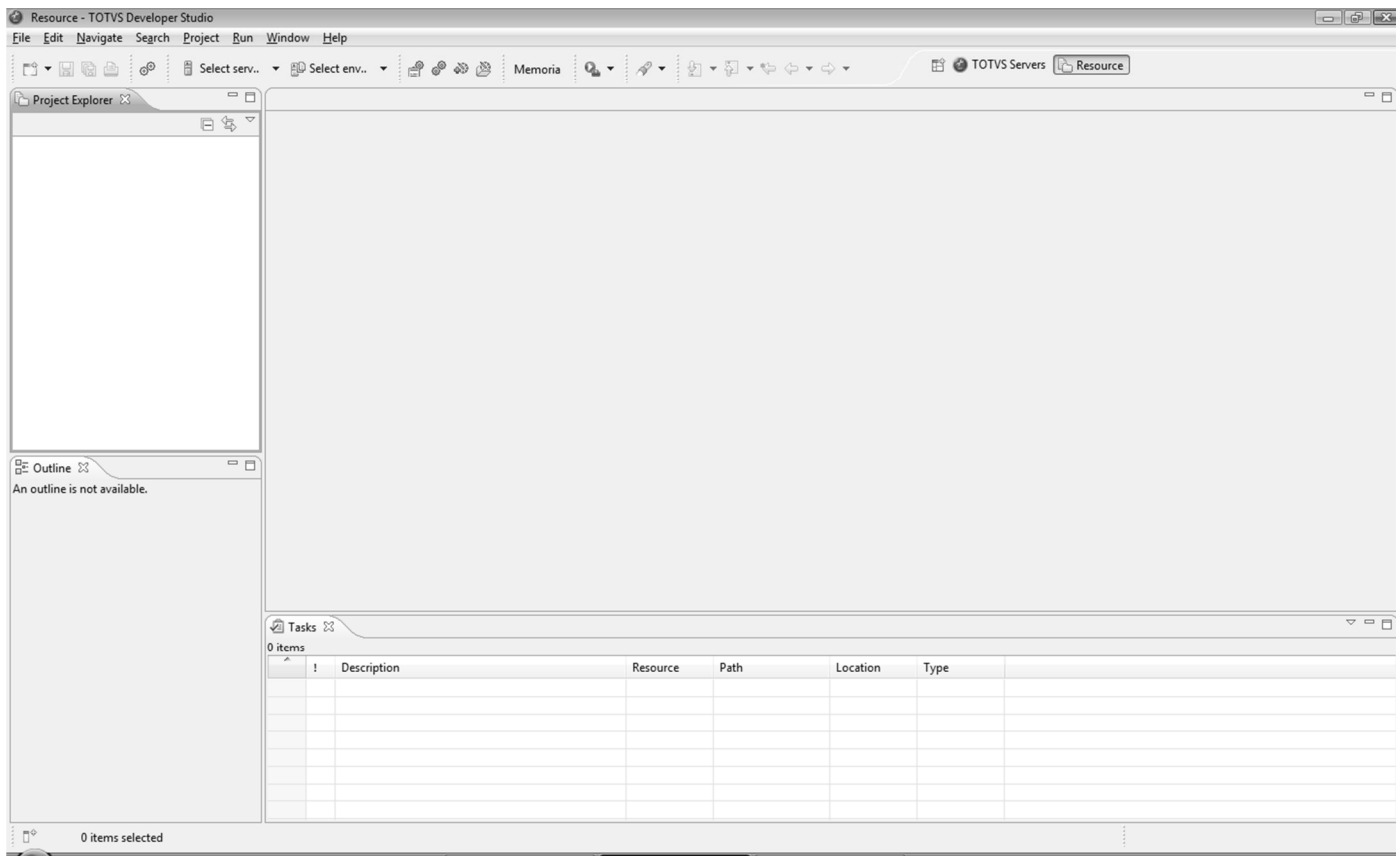 Resource - TOTVS Developer Studio
File Edit Navigate Search Project Run Window Help
Select serv.. Select env.. Memoria TOTVS Servers Resource
Project Explorer
Outline
An outline is not available.
Tasks
0 items
! Description Resource Path Location Type
0 items selected